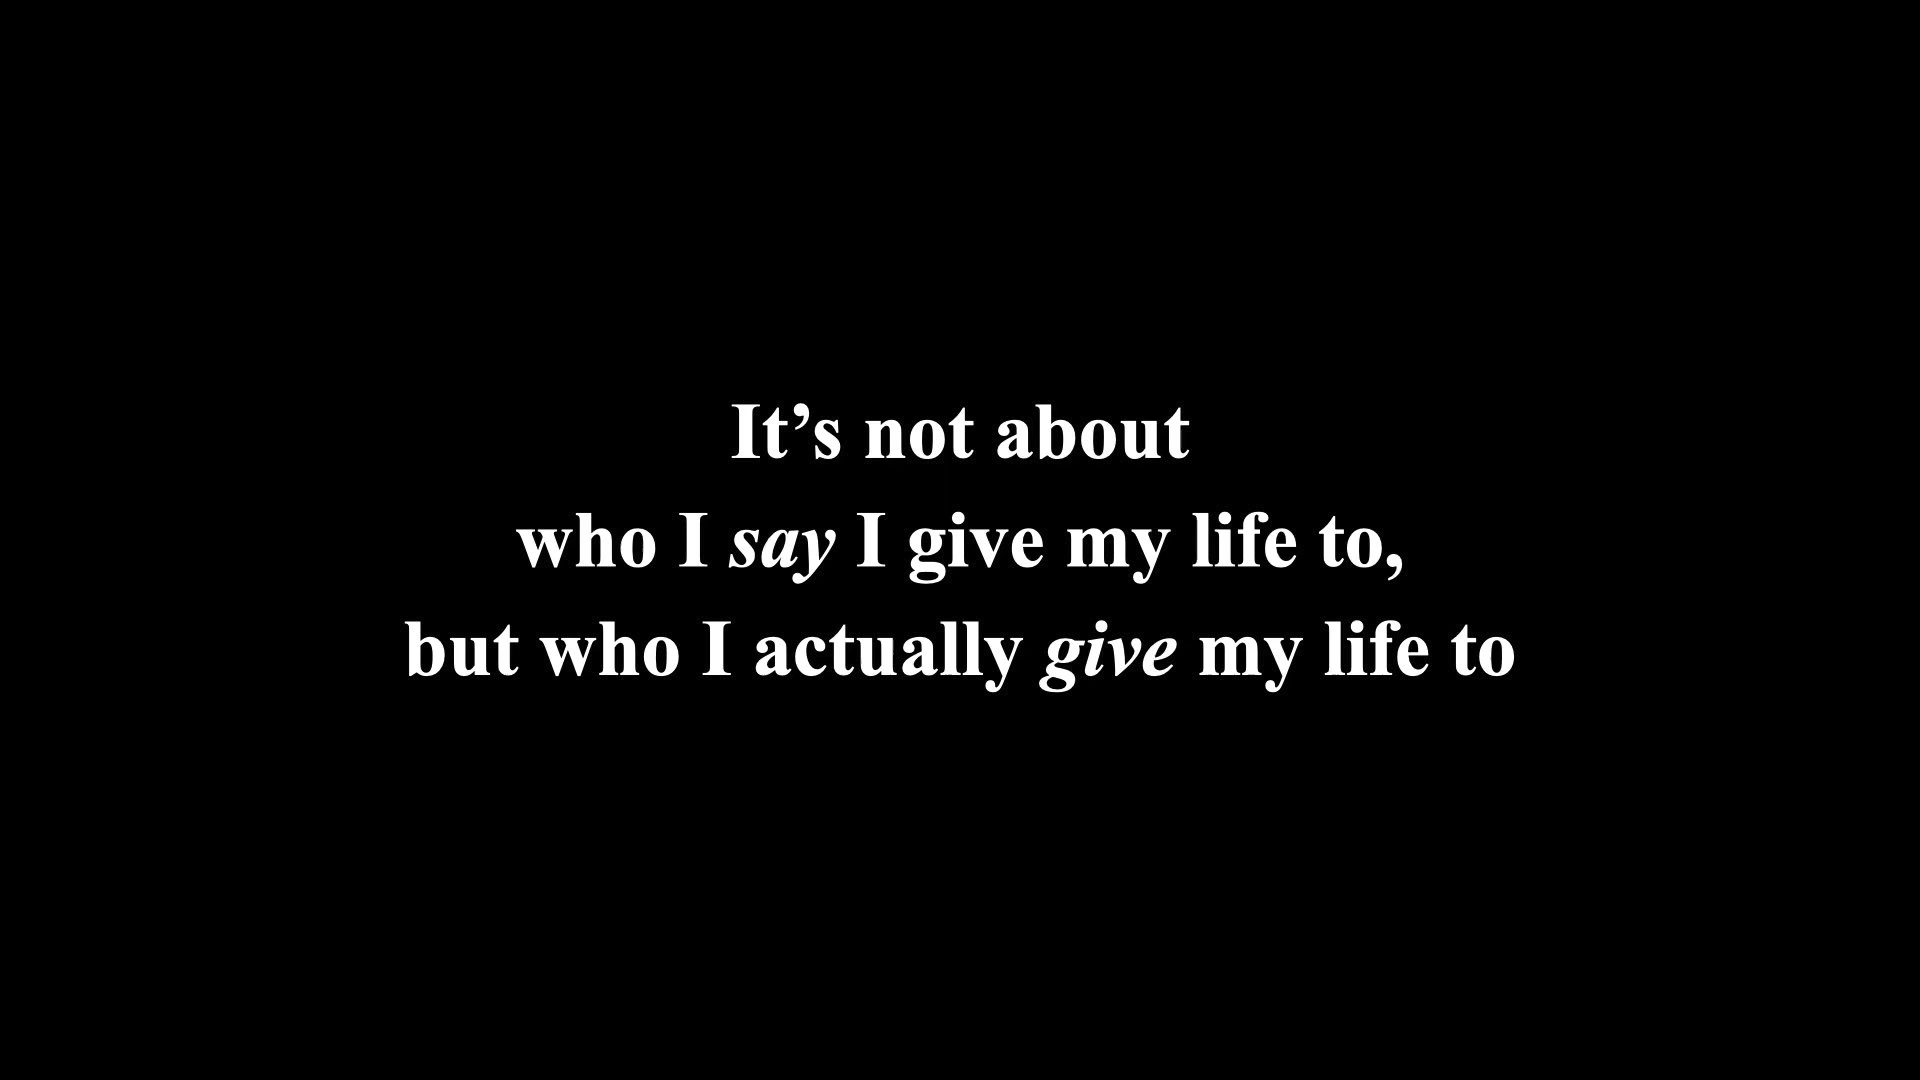 It’s not about
who I say I give my life to,
but who I actually give my life to